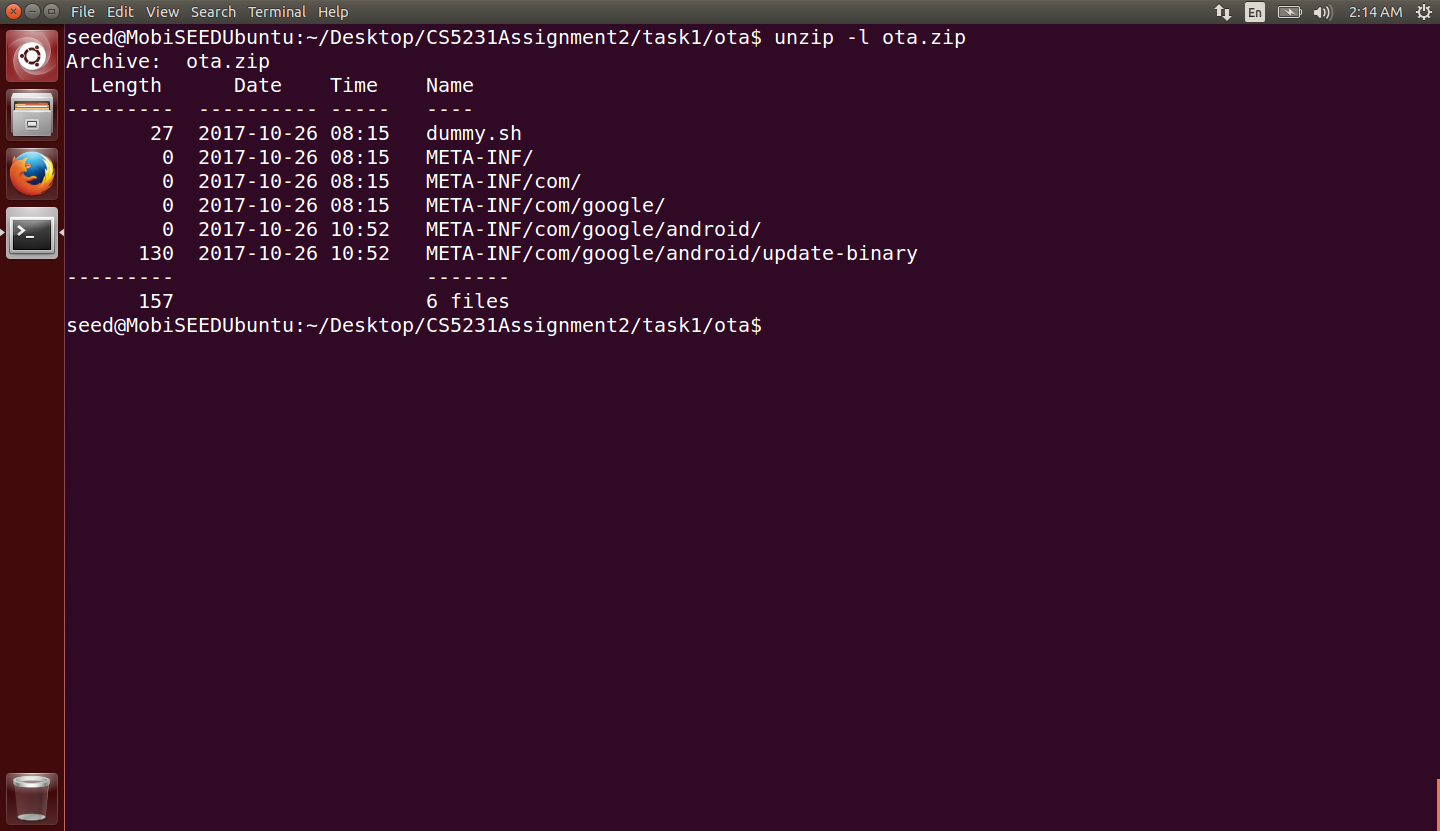 File Edit View Search Terminal Help En 2:14 AM
seed@MobiSEEDUbuntu:~/Desktop/CS5231Assignment2/task1/ota$ unzip -l ota.zip
Archive:  ota.zip
  Length      Date    Time    Name
---------  ---------- -----   ----
       27  2017-10-26 08:15   dummy.sh
        0  2017-10-26 08:15   META-INF/
        0  2017-10-26 08:15   META-INF/com/
        0  2017-10-26 08:15   META-INF/com/google/
        0  2017-10-26 10:52   META-INF/com/google/android/
      130  2017-10-26 10:52   META-INF/com/google/android/update-binary
---------                     -------
      157                     6 files
seed@MobiSEEDUbuntu:~/Desktop/CS5231Assignment2/task1/ota$